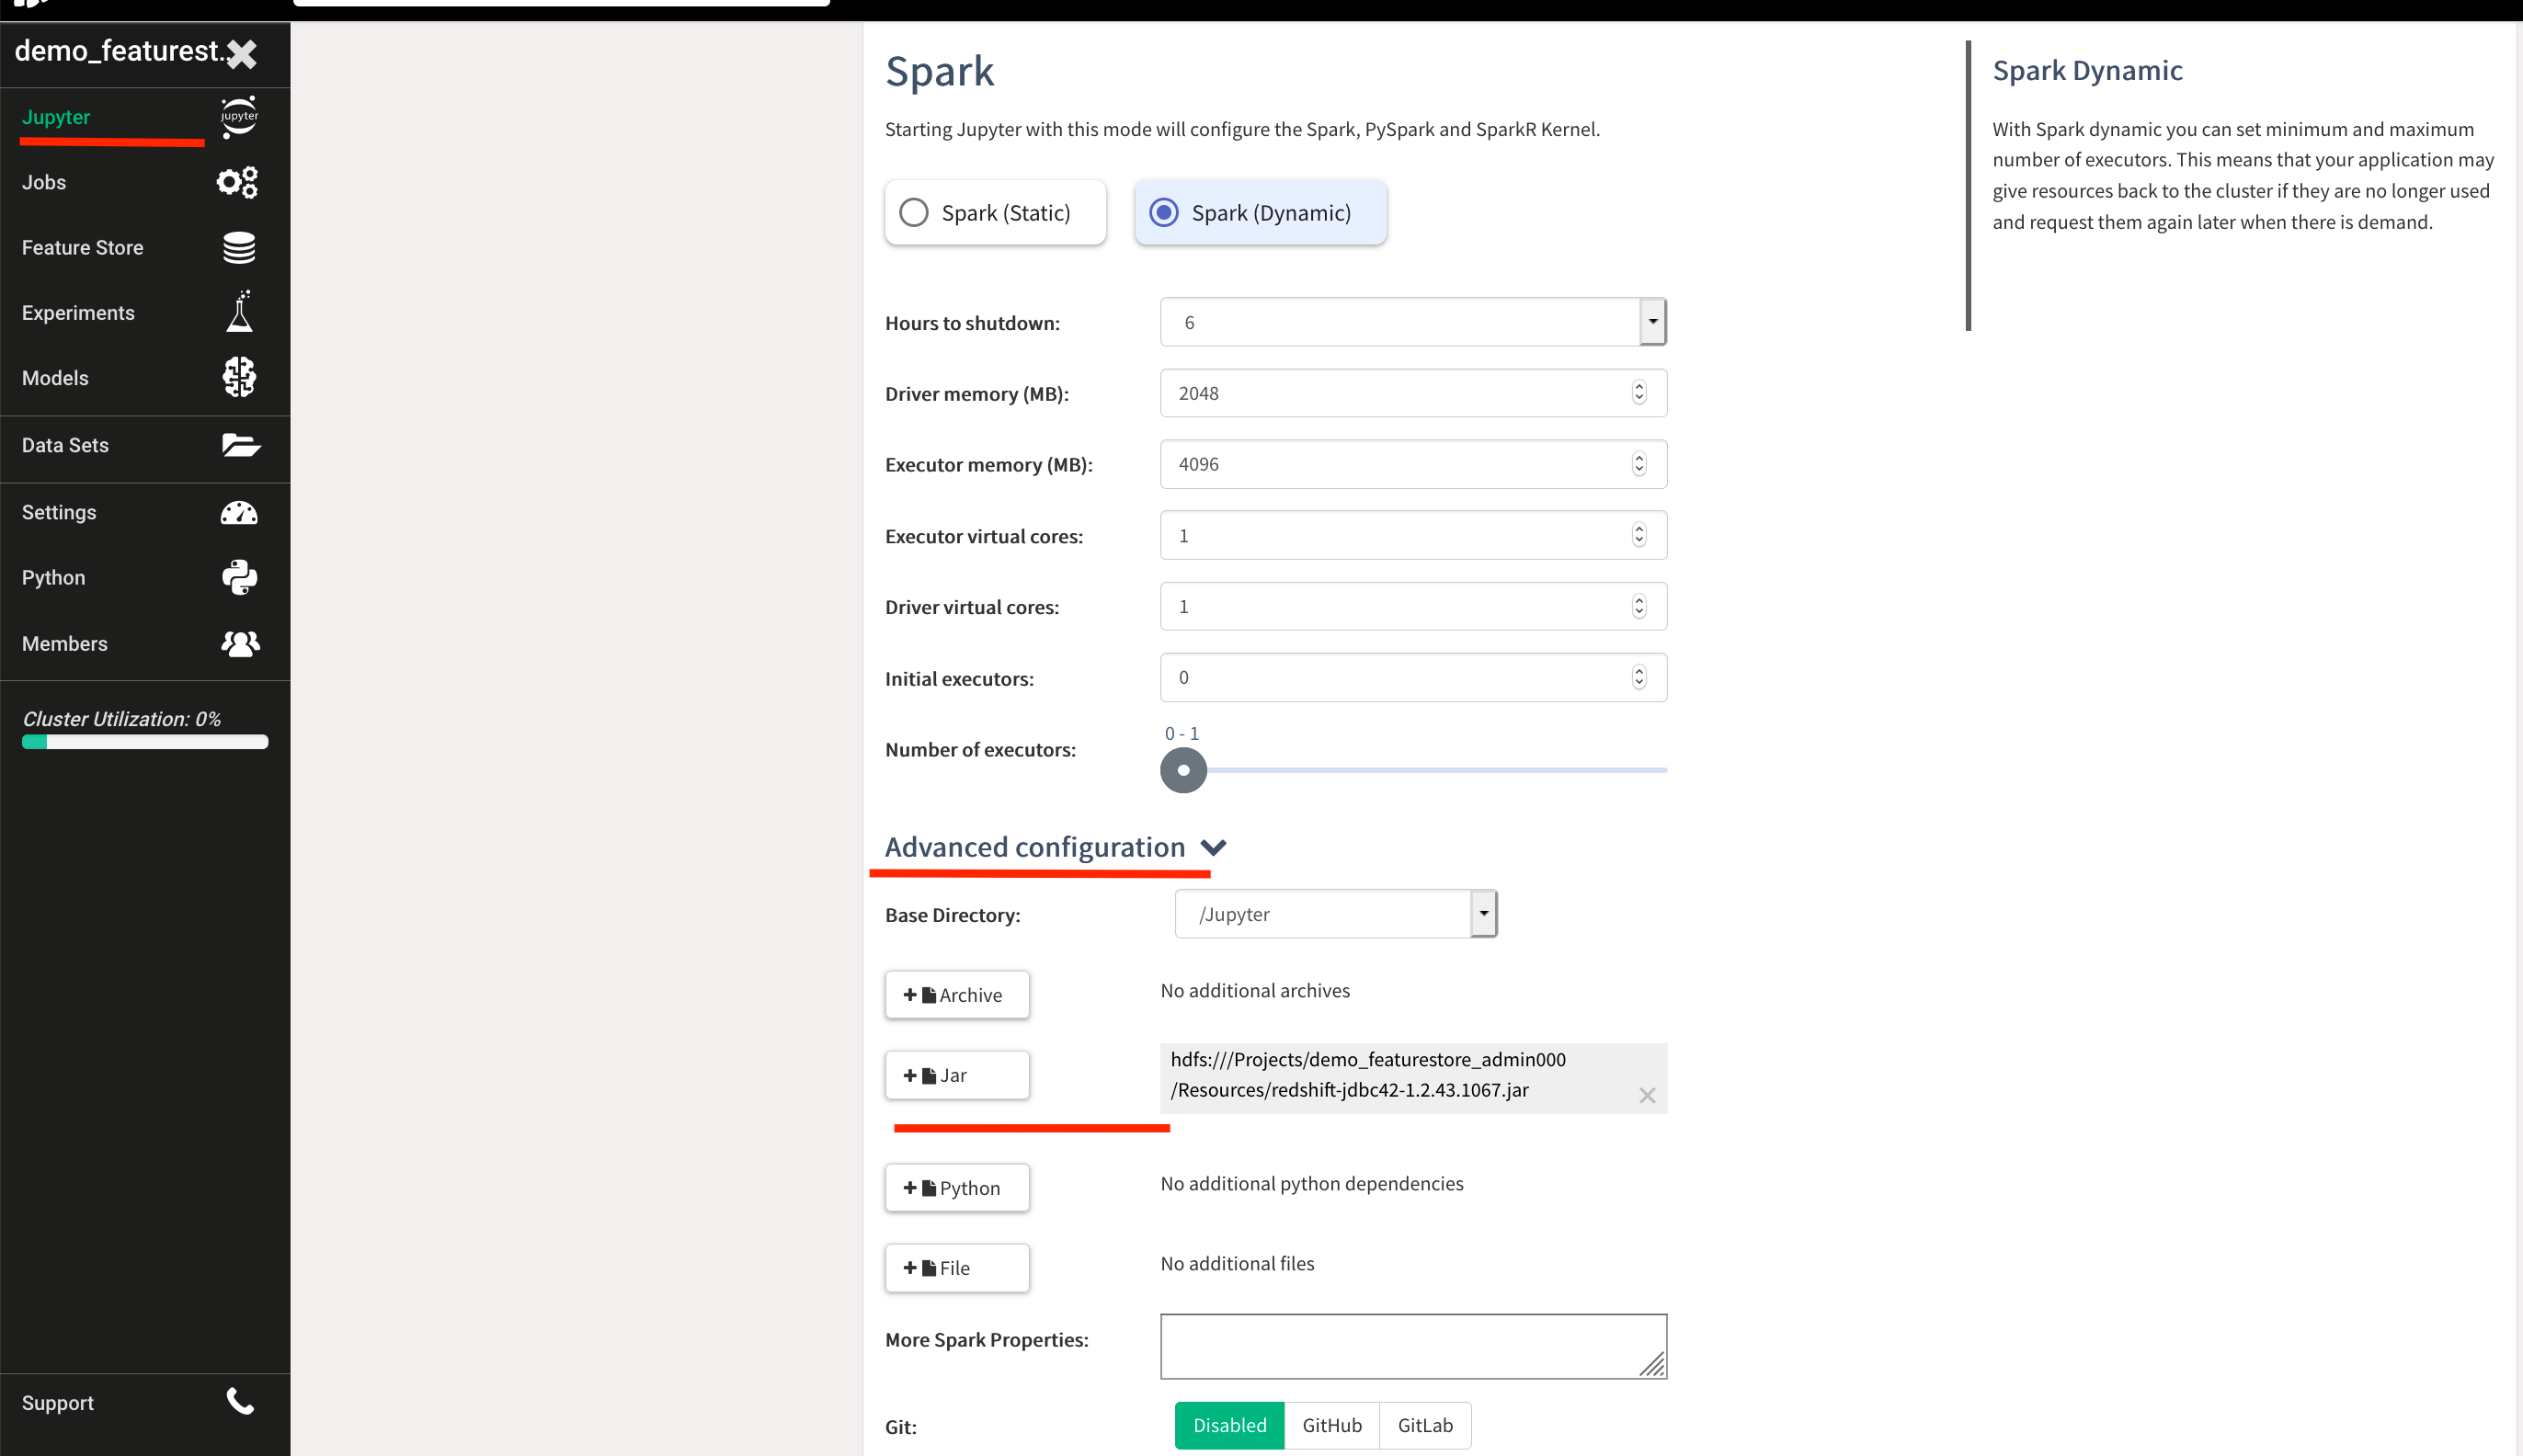 demo_featurest..
Jupyter
jupyter
Jobs
Feature Store
Experiments
Models
Data Sets
Settings
Python
Members
Cluster Utilization: 0%
Support
Spark
Starting Jupyter with this mode will configure the Spark, PySpark and SparkR Kernel.
Spark (Static)
Spark (Dynamic)
Hours to shutdown:
6
Driver memory (MB):
2048
Executor memory (MB):
4096
Executor virtual cores:
1
Driver virtual cores:
1
Initial executors:
0
Number of executors:
0 - 1
Advanced configuration
Base Directory:
/Jupyter
Archive
No additional archives
Jar
hdfs:///Projects/demo_featurestore_admin000
/Resources/redshift-jdbc42-1.2.43.1067.jar
Python
No additional python dependencies
File
No additional files
More Spark Properties:
Git:
Disabled
GitHub
GitLab
Spark Dynamic
With Spark dynamic you can set minimum and maximum
number of executors. This means that your application may
give resources back to the cluster if they are no longer used
and request them again later when there is demand.